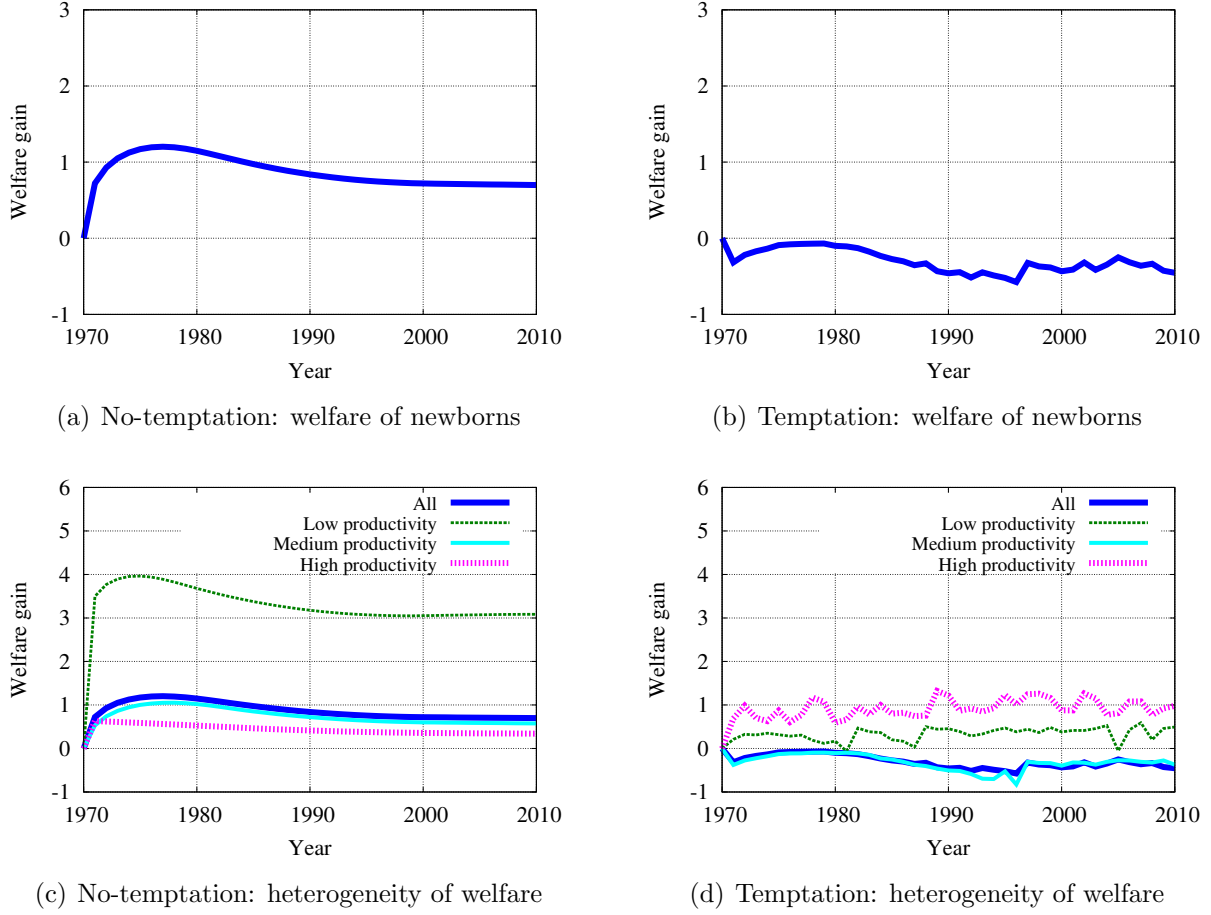 3
2
1
0
-1
1970 1980 1990 2000 2010
Welfare gain
Year
(a) No-temptation: welfare of newborns
3
2
1
0
-1
1970 1980 1990 2000 2010
Welfare gain
Year
(b) Temptation: welfare of newborns
6
5
4
3
2
1
0
-1
1970 1980 1990 2000 2010
Welfare gain
Year
All
Low productivity
Medium productivity
High productivity
(c) No-temptation: heterogeneity of welfare
6
5
4
3
2
1
0
-1
1970 1980 1990 2000 2010
Welfare gain
Year
All
Low productivity
Medium productivity
High productivity
(d) Temptation: heterogeneity of welfare